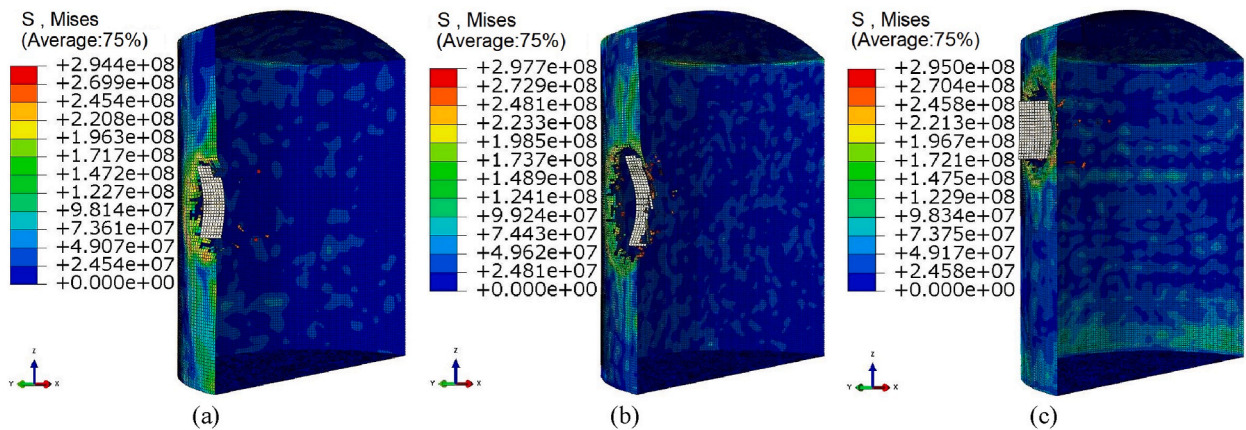 S, Mises
(Average:75%)
+2.944e+08
+2.699e+08
+2.454e+08
+2.208e+08
+1.963e+08
+1.717e+08
+1.472e+08
+1.227e+08
+9.814e+07
+7.361e+07
+4.907e+07
+2.454e+07
+0.000e+00
Z
Y X
(a)
S, Mises
(Average:75%)
+2.977e+08
+2.729e+08
+2.481e+08
+2.233e+08
+1.985e+08
+1.737e+08
+1.489e+08
+1.241e+08
+9.924e+07
+7.443e+07
+4.962e+07
+2.481e+07
+0.000e+00
Z
Y X
(b)
S, Mises
(Average:75%)
+2.950e+08
+2.704e+08
+2.458e+08
+2.213e+08
+1.967e+08
+1.721e+08
+1.475e+08
+1.229e+08
+9.834e+07
+7.375e+07
+4.917e+07
+2.458e+07
+0.000e+00
Z
Y X
(c)